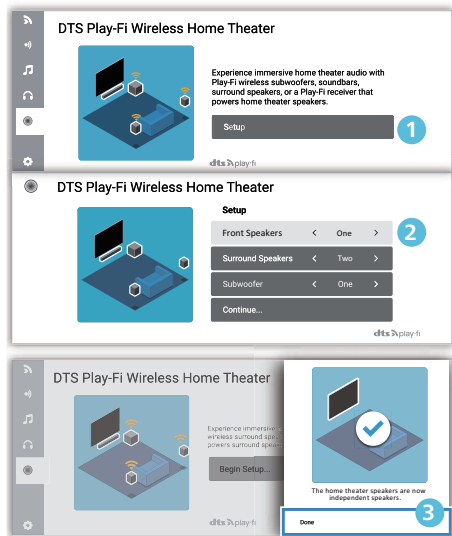 DTS Play-Fi Wireless Home Theater
Experience immersive home theater audio with
Play-Fi wireless subwoofers, soundbars,
surround speakers, or a Play-Fi receiver that
powers home theater speakers.
Setup
1
dts play-fi
DTS Play-Fi Wireless Home Theater
Setup
Front Speakers < One >
2
Surround Speakers < Two >
Subwoofer < One >
Continue...
dts play-fi
DTS Play-Fi Wireless Home Theater
Experience immersive
wireless surround
powers surround
Begin Setup...
dts play-fi
The home theater speakers are now
independent speakers.
3
Done